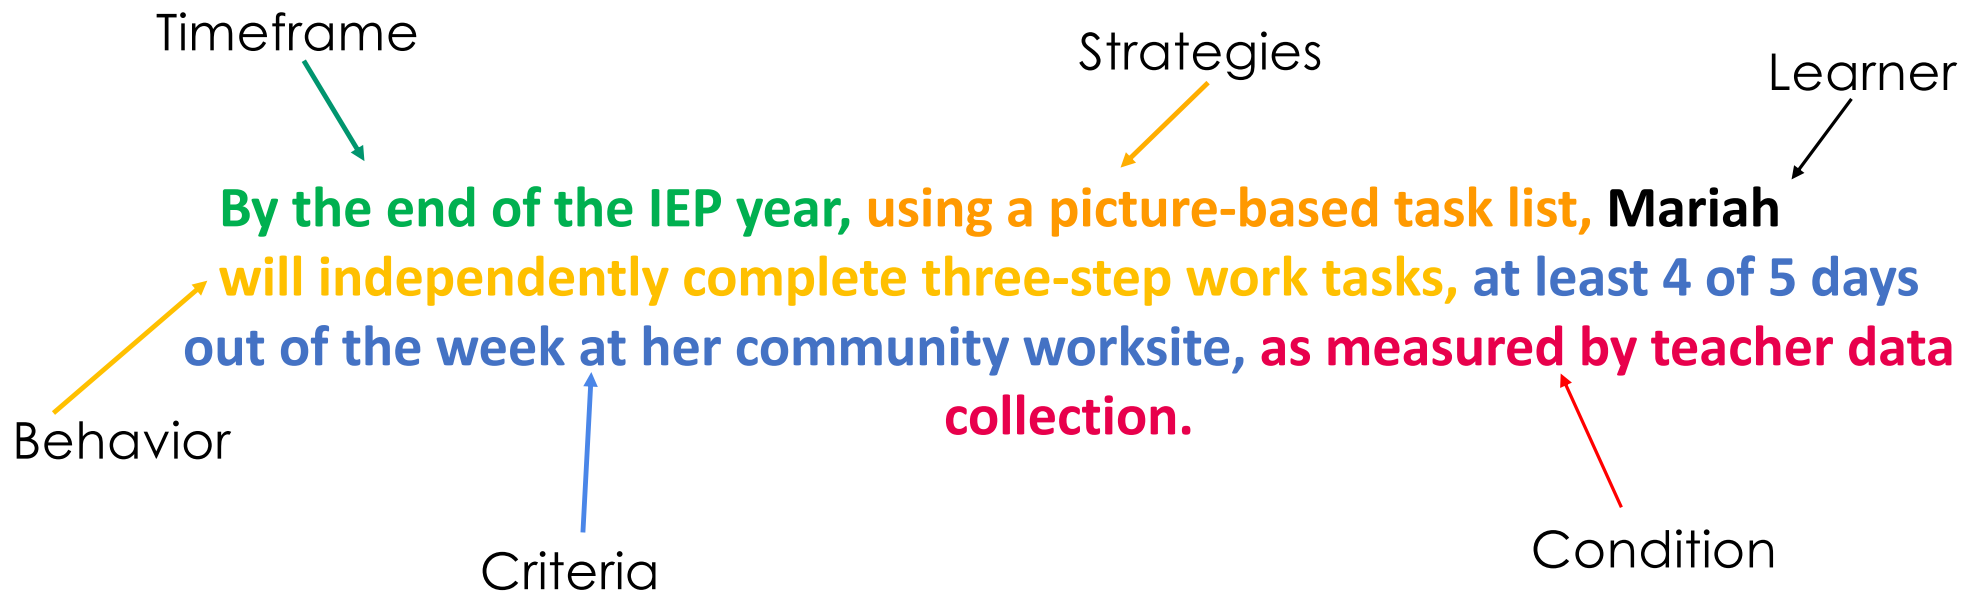 Timeframe
Strategies
Learner
By the end of the IEP year, using a picture-based task list, Mariah
will independently complete three-step work tasks, at least 4 of 5 days
out of the week at her community worksite, as measured by teacher data
collection.
Behavior
Criteria
Condition